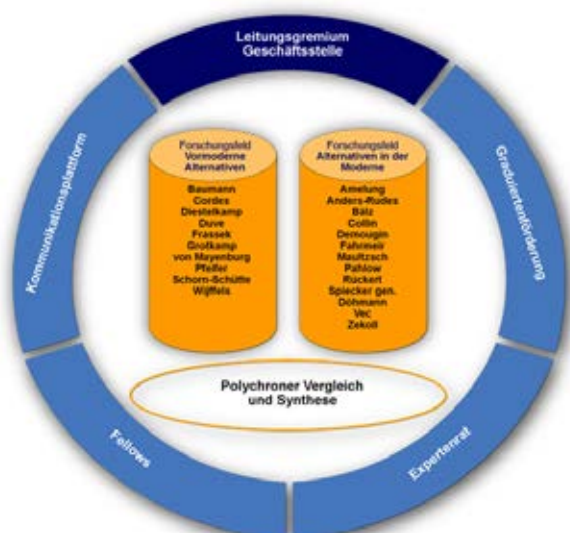 Leitungsgremium
Geschäftsstelle
Kommunikationsplattform
Graduiertenförderung
Forschungsfeld
Vormoderne
Alternativen
Baumann
Cordes
Diestelkamp
Duve
Frassek
Grotkamp
von Mayenburg
Pfeifer
Schorn-Schütte
Wijffels
Forschungsfeld
Alternativen in der
Moderne
Amelung
Anders-Rudes
Bälz
Collin
Demougin
Fahrmeir
Maultzsch
Pahlow
Rückert
Spiecker gen.
Döhmann
Vec
Zekoll
Polychroner Vergleich
und Synthese
Fellows
Expertenrat